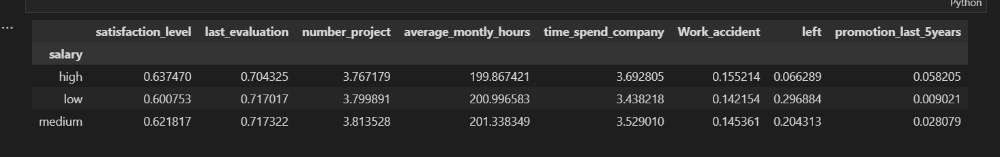 Python
...
satisfaction_level last_evaluation number_project average_montly_hours time_spend_company Work_accident left promotion_last_5years
salary
high 0.637470 0.704325 3.767179 199.867421 3.692805 0.155214 0.066289 0.058205
low 0.600753 0.717017 3.799891 200.996583 3.438218 0.142154 0.296884 0.009021
medium 0.621817 0.717322 3.813528 201.338349 3.529010 0.145361 0.204313 0.028079